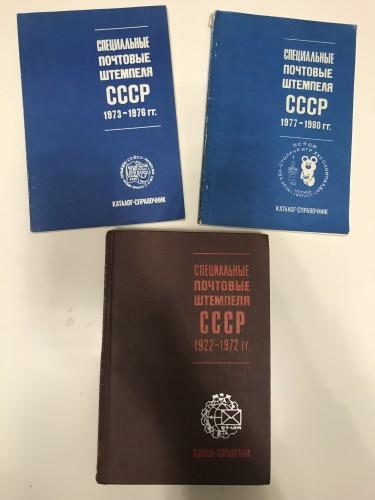 СПЕЦИАЛЬНЫЕ
ПОЧТОВЫЕ
ШТЕМПЕЛЯ
СССР
1973-1976 гг.
КАТАЛОГ-СПРАВОЧНИК
СПЕЦИАЛЬНЫЕ
ПОЧТОВЫЕ
ШТЕМПЕЛЯ
СССР
1977-1980 гг.
КАТАЛОГ-СПРАВОЧНИК
СПЕЦИАЛЬНЫЕ
ПОЧТОВЫЕ
ШТЕМПЕЛЯ
СССР
1922-1972 гг.
КАТАЛОГ-СПРАВОЧНИК